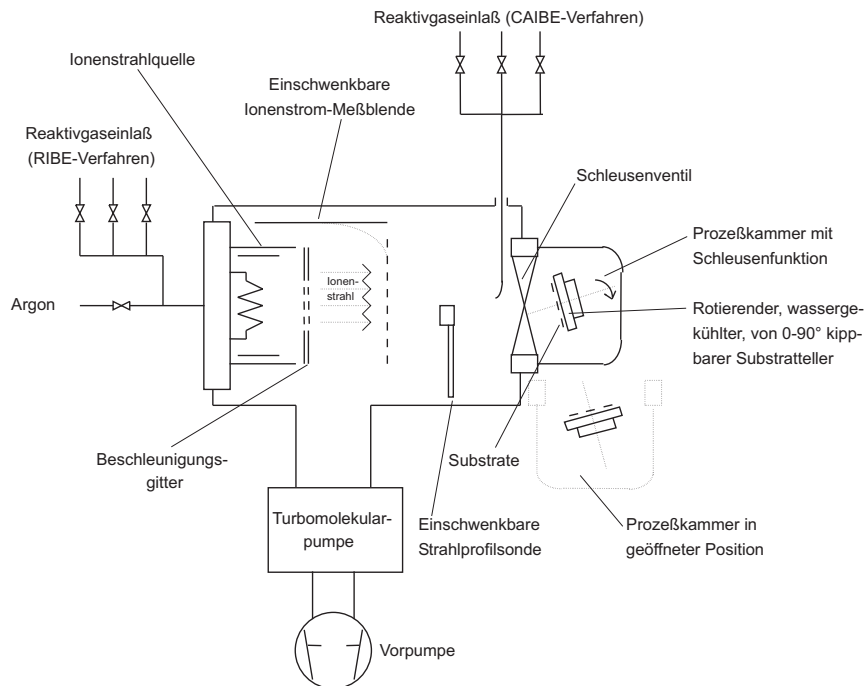 Reaktivgaseinlaß (CAIBE-Verfahren)
Ionenstrahlquelle
Einschwenkbare
Ionenstrom-Meßblende
Reaktivgaseinlaß
(RIBE-Verfahren)
Schleusenventil
Prozeßkammer mit
Schleusenfunktion
Argon
Ionen-
strahl
Rotierender, wasserge-
kühlter, von 0-90° kipp-
barer Substratteller
Beschleunigungs-
gitter
Substrate
Turbomolekular-
pumpe
Einschwenkbare
Strahlprofilsonde
Prozeßkammer in
geöffneter Position
Vorpumpe